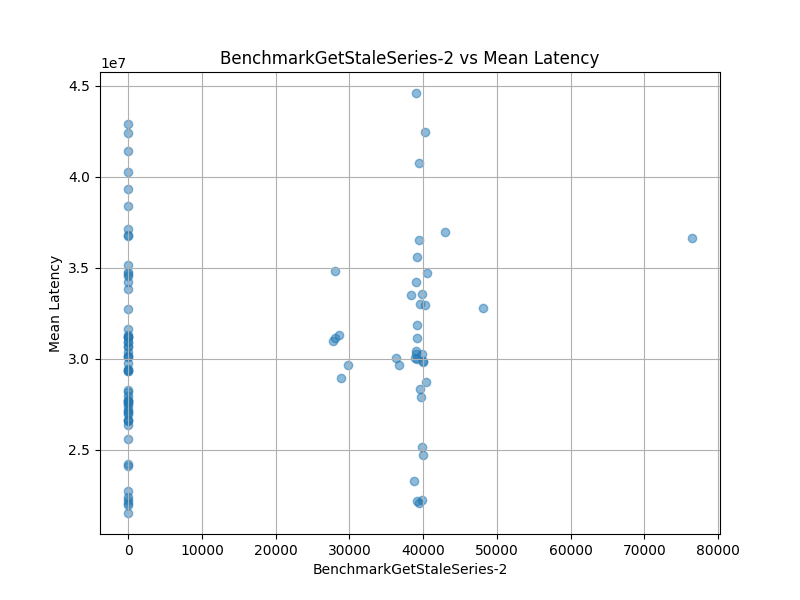 BenchmarkGetStaleSeries-2 vs Mean Latency
1e7
4.5
4.0
3.5
3.0
2.5
Mean Latency
0 10000 20000 30000 40000 50000 60000 70000 80000
BenchmarkGetStaleSeries-2